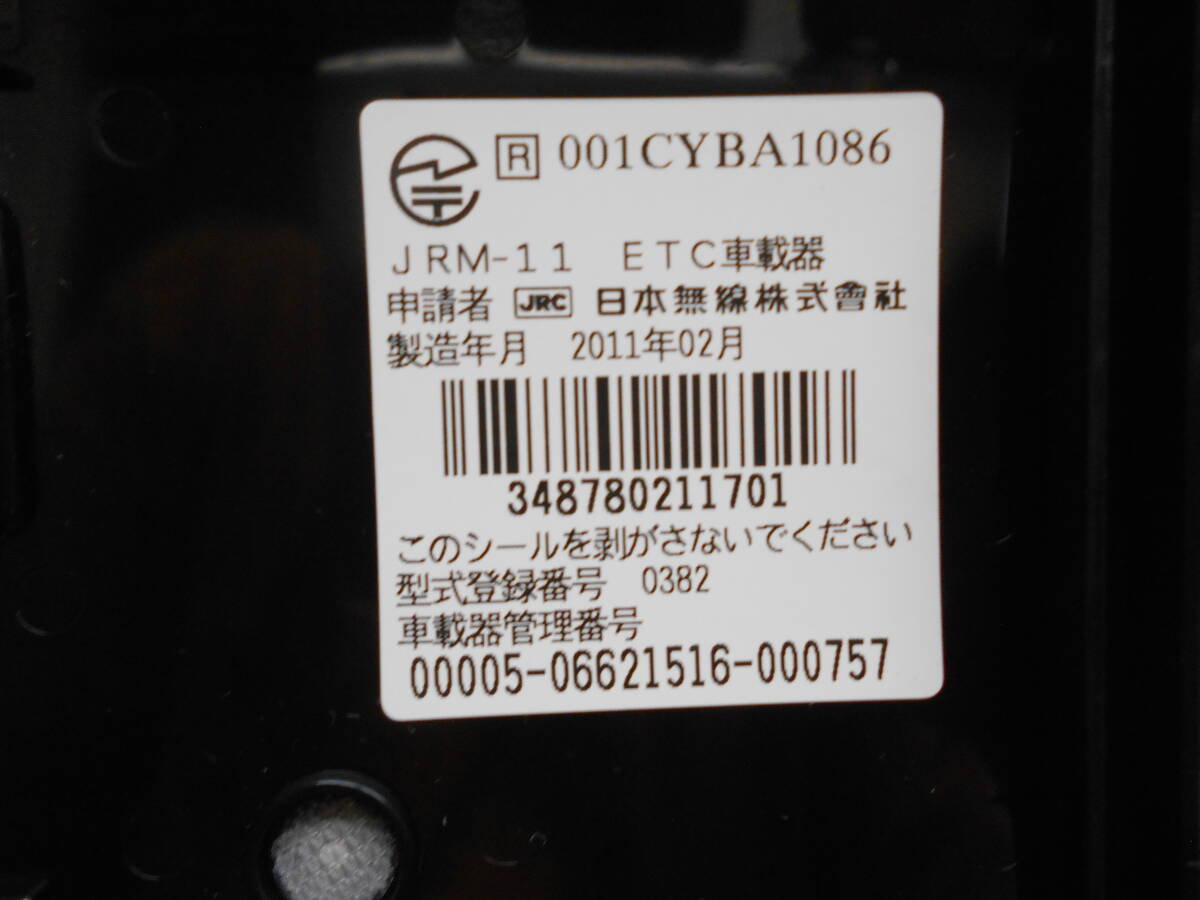 R 001CYBA1086
JRM-11 ETC車載器
申請者 JRC 日本無線株式會社
製造年月 2011年02月
348780211701
このシールを剥がさないでください
型式登録番号 0382
車載器管理番号
00005-06621516-000757